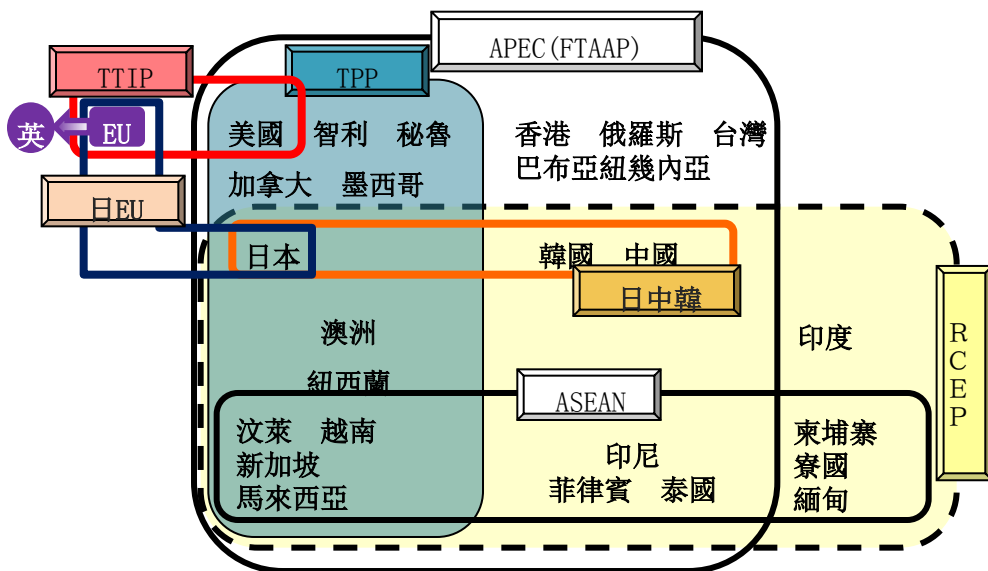 APEC(FTAAP)
TTIP
TPP
英
EU
美國 智利 秘魯
香港 俄羅斯 台灣
巴布亞紐幾內亞
加拿大 墨西哥
日EU
日本
韓國 中國
日中韓
澳洲
印度
RCEP
紐西蘭
ASEAN
汶萊 越南
新加坡
馬來西亞
印尼
菲律賓 泰國
柬埔寨
寮國
緬甸